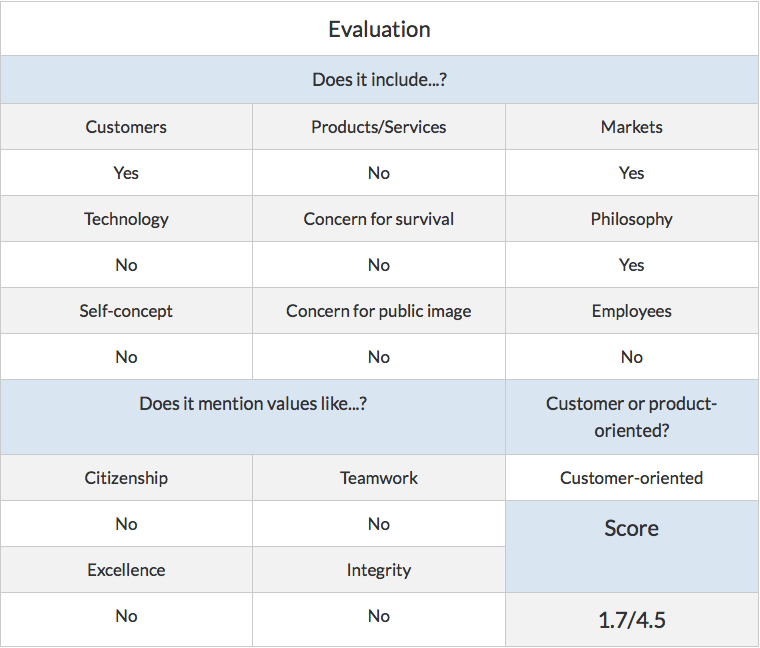 Evaluation
Does it include...?
Customers Products/Services Markets
Yes No Yes
Technology Concern for survival Philosophy
No No Yes
Self-concept Concern for public image Employees
No No No
Does it mention values like...? Customer or product-
oriented?
Citizenship Teamwork Customer-oriented
No No Score
Excellence Integrity
No No 1.7/4.5